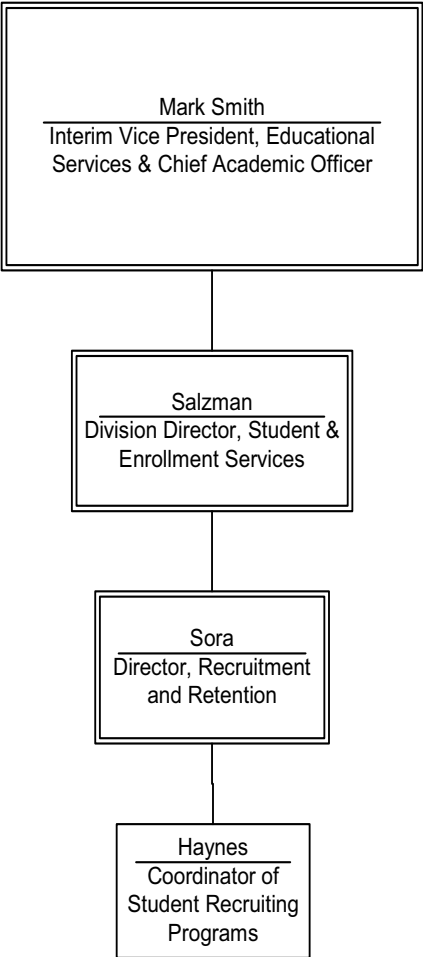 Mark Smith
Interim Vice President, Educational
Services & Chief Academic Officer
Salzman
Division Director, Student &
Enrollment Services
Sora
Director, Recruitment
and Retention
Haynes
Coordinator of
Student Recruiting
Programs